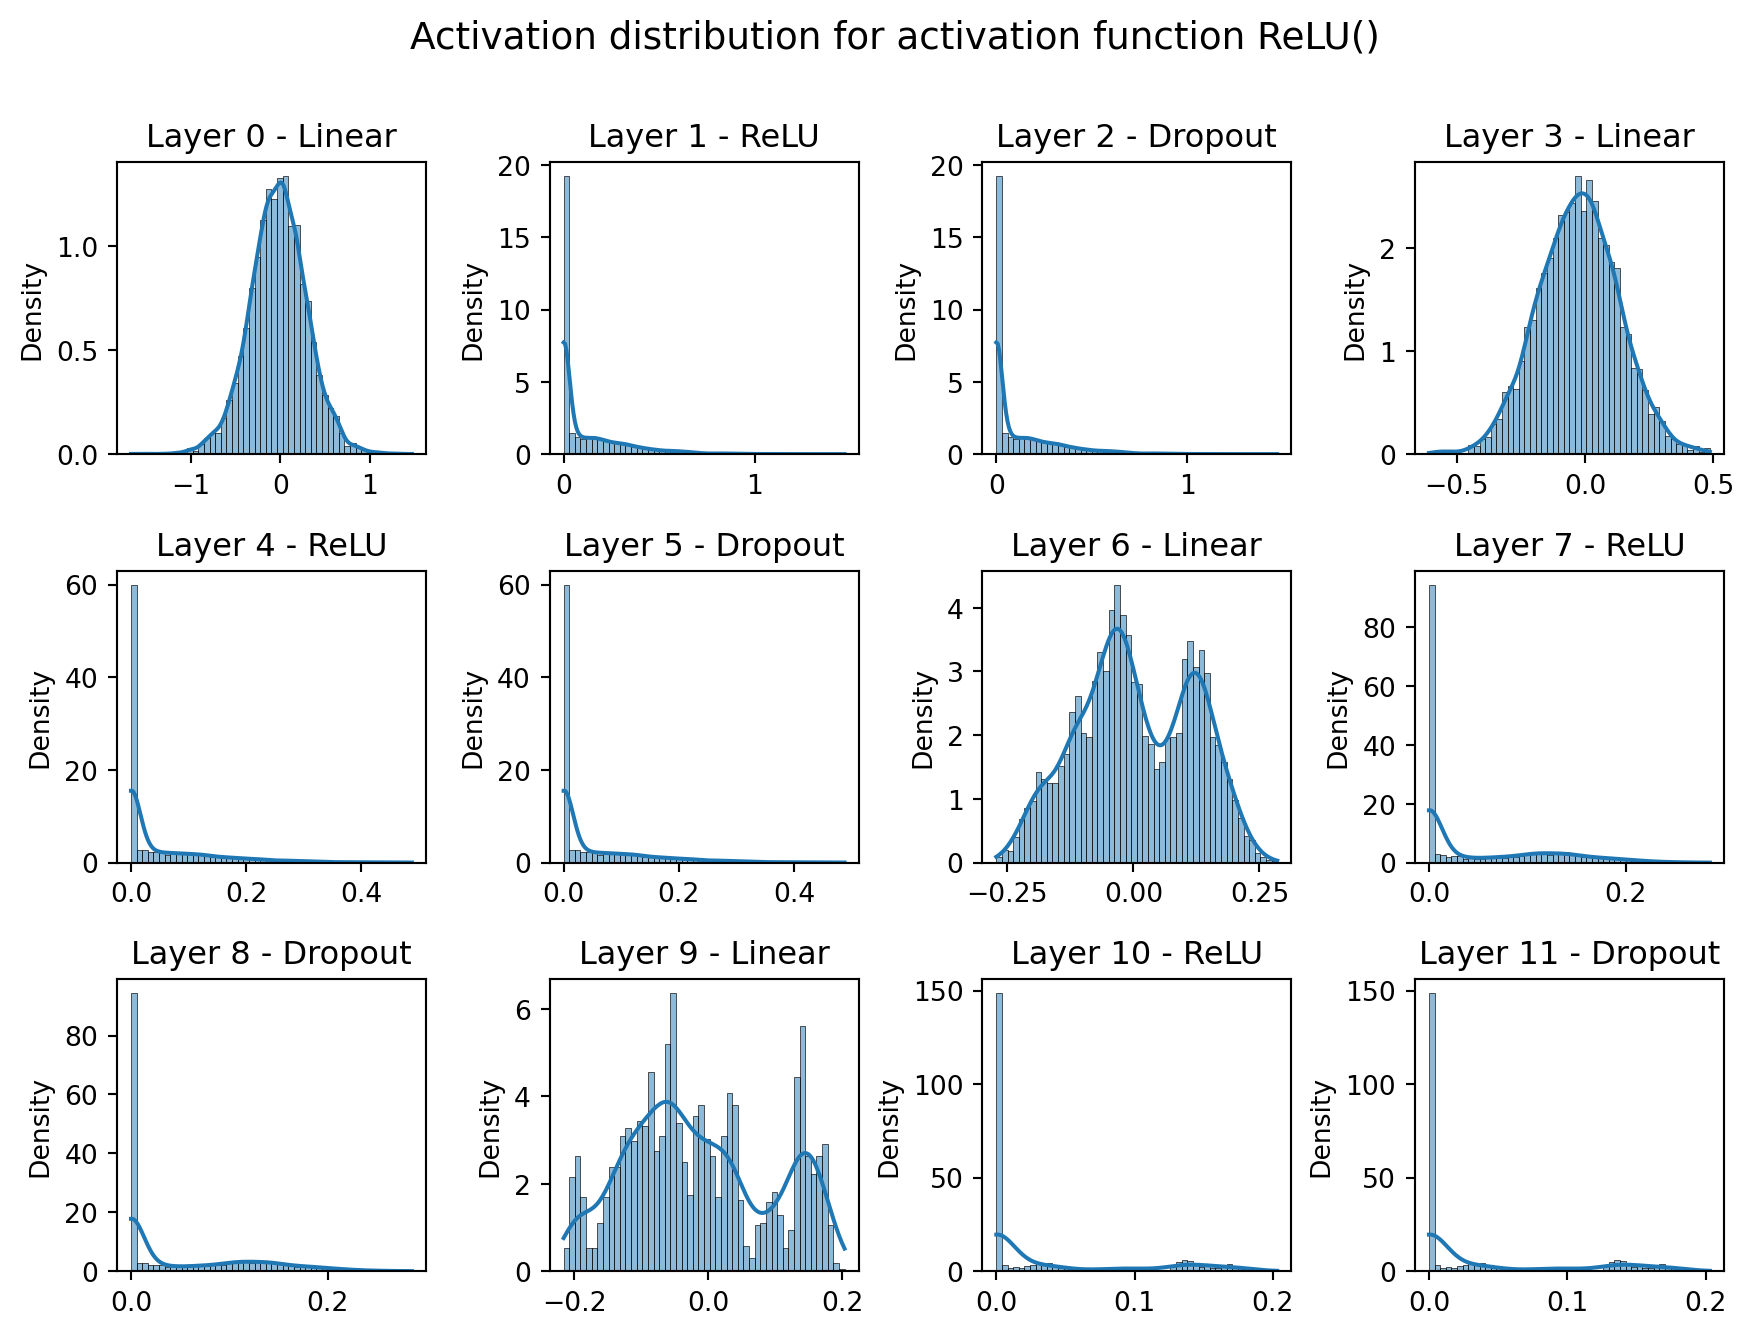 Activation distribution for activation function ReLU()
Layer 0 - Linear
Density
1.0
0.5
0.0
−1 0 1
Layer 1 - ReLU
Density
20
15
10
5
0
0 1
Layer 2 - Dropout
Density
20
15
10
5
0
0 1
Layer 3 - Linear
Density
2
1
0
−0.5 0.0 0.5
Layer 4 - ReLU
Density
60
40
20
0
0.0 0.2 0.4
Layer 5 - Dropout
Density
60
40
20
0
0.0 0.2 0.4
Layer 6 - Linear
Density
4
3
2
1
0
−0.25 0.00 0.25
Layer 7 - ReLU
Density
80
60
40
20
0
0.0 0.2
Layer 8 - Dropout
Density
80
60
40
20
0
0.0 0.2
Layer 9 - Linear
Density
6
4
2
0
−0.2 0.0 0.2
Layer 10 - ReLU
Density
150
100
50
0
0.0 0.1 0.2
Layer 11 - Dropout
Density
150
100
50
0
0.0 0.1 0.2